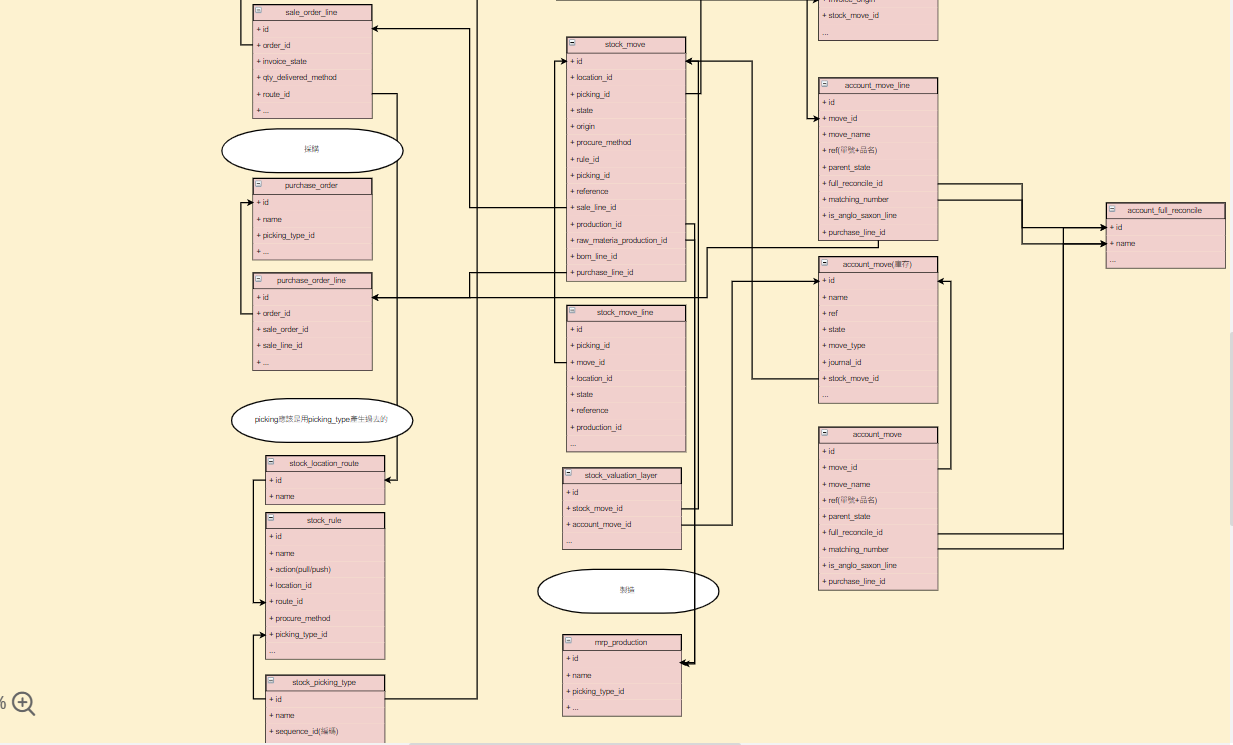 sale_order_line
+ id
+ order_id
+ invoice_state
+ qty_delivered_method
+ route_id
+ ...
採購
purchase_order
+ id
+ name
+ picking_type_id
+ ...
purchase_order_line
+ id
+ order_id
+ sale_order_id
+ sale_line_id
+ ...
picking應該是用picking_type產生過去的
stock_location_route
+ id
+ name
stock_rule
+ id
+ name
+ action(pull/push)
+ location_id
+ route_id
+ procure_method
+ picking_type_id
...
stock_picking_type
+ id
+ name
+ sequence_id(編碼)
stock_move
+ id
+ location_id
+ picking_id
+ state
+ origin
+ procure_method
+ rule_id
+ picking_id
+ reference
+ sale_line_id
+ production_id
+ raw_materia_production_id
+ bom_line_id
+ purchase_line_id
stock_move_line
+ id
+ picking_id
+ move_id
+ location_id
+ state
+ reference
+ production_id
...
stock_valuation_layer
+ id
+ stock_move_id
+ account_move_id
...
製造
mrp_production
+ id
+ name
+ picking_type_id
+ ...
+ invoice_origin
+ stock_move_id
...
account_move_line
+ id
+ move_id
+ move_name
+ ref(單號+品名)
+ parent_state
+ full_reconcile_id
+ matching_number
+ is_anglo_saxon_line
+ purchase_line_id
account_move(庫存)
+ id
+ name
+ ref
+ state
+ move_type
+ journal_id
+ stock_move_id
...
account_move
+ id
+ move_id
+ move_name
+ ref(單號+品名)
+ parent_state
+ full_reconcile_id
+ matching_number
+ is_anglo_saxon_line
+ purchase_line_id
account_full_reconcile
+ id
+ name
...
%